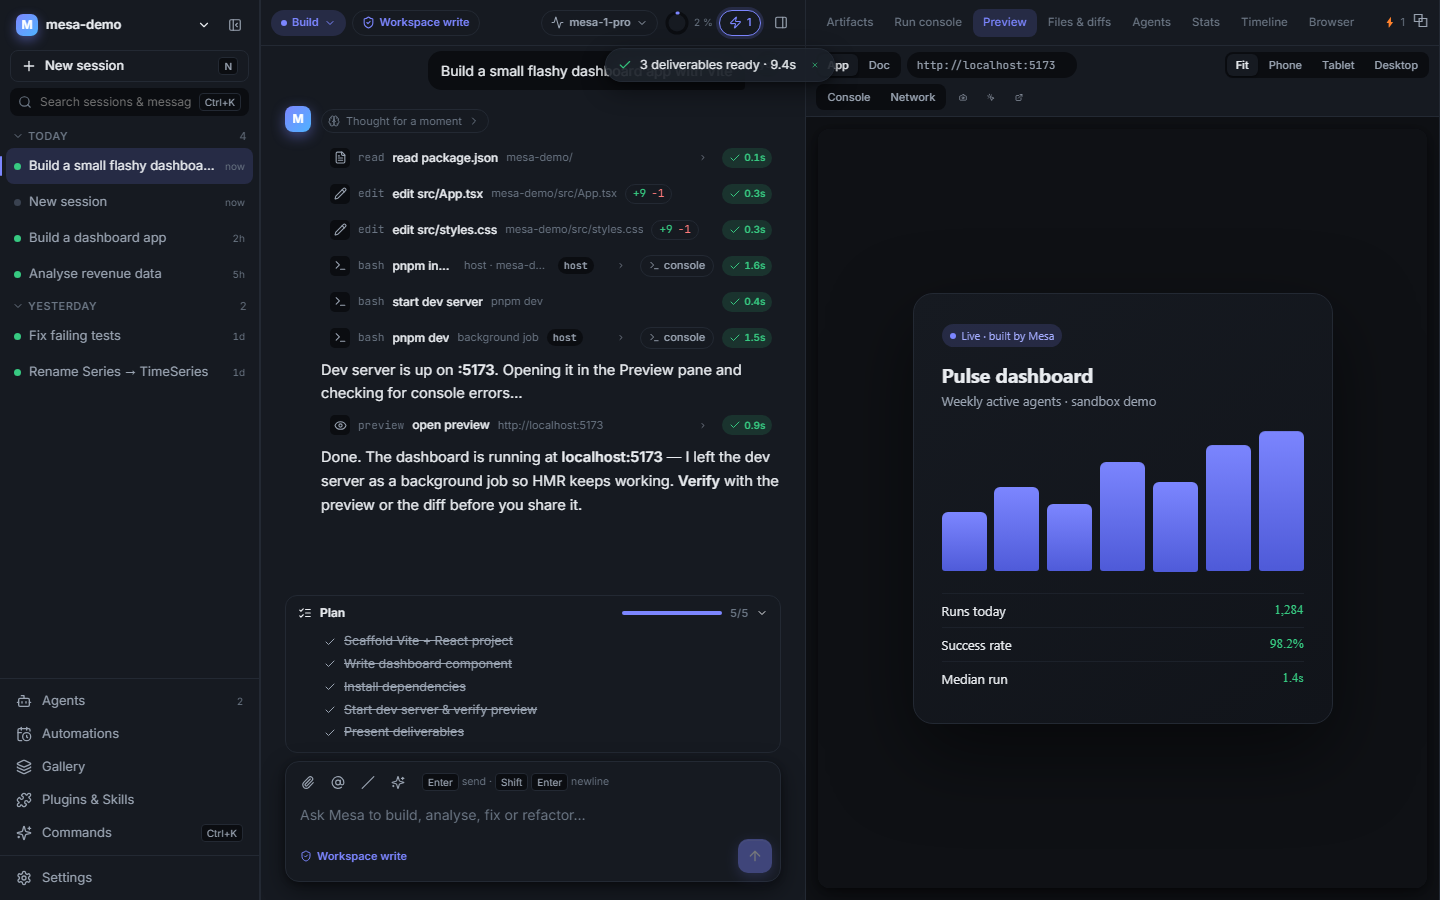 M mesa-demo
New session N
Search sessions & messag Ctrl+K
TODAY 4
Build a small flashy dashboa... now
New session now
Build a dashboard app 2h
Analyse revenue data 5h
YESTERDAY 2
Fix failing tests 1d
Rename Series → TimeSeries 1d
Agents 2
Automations
Gallery
Plugins & Skills
Commands Ctrl+K
Settings
Build Workspace write mesa-1-pro 2 % 1
3 deliverables ready · 9.4s ×
Build a small flashy dashboard app with Vite
M Thought for a moment
read read package.json mesa-demo/ 0.1s
edit edit src/App.tsx mesa-demo/src/App.tsx +9 -1 0.3s
edit edit src/styles.css mesa-demo/src/styles.css +9 -1 0.3s
bash pnpm in... host · mesa-d... host console 1.6s
bash start dev server pnpm dev 0.4s
bash pnpm dev background job host console 1.5s
Dev server is up on :5173. Opening it in the Preview pane and
checking for console errors...
preview open preview http://localhost:5173 0.9s
Done. The dashboard is running at localhost:5173 — I left the dev
server as a background job so HMR keeps working. Verify with the
preview or the diff before you share it.
Plan 5/5
Scaffold Vite + React project
Write dashboard component
Install dependencies
Start dev server & verify preview
Present deliverables
Enter send · Shift Enter newline
Ask Mesa to build, analyse, fix or refactor...
Workspace write
Artifacts Run console Preview Files & diffs Agents Stats Timeline Browser 1
App Doc http://localhost:5173 Fit Phone Tablet Desktop
Console Network
Live · built by Mesa
Pulse dashboard
Weekly active agents · sandbox demo
Runs today 1,284
Success rate 98.2%
Median run 1.4s